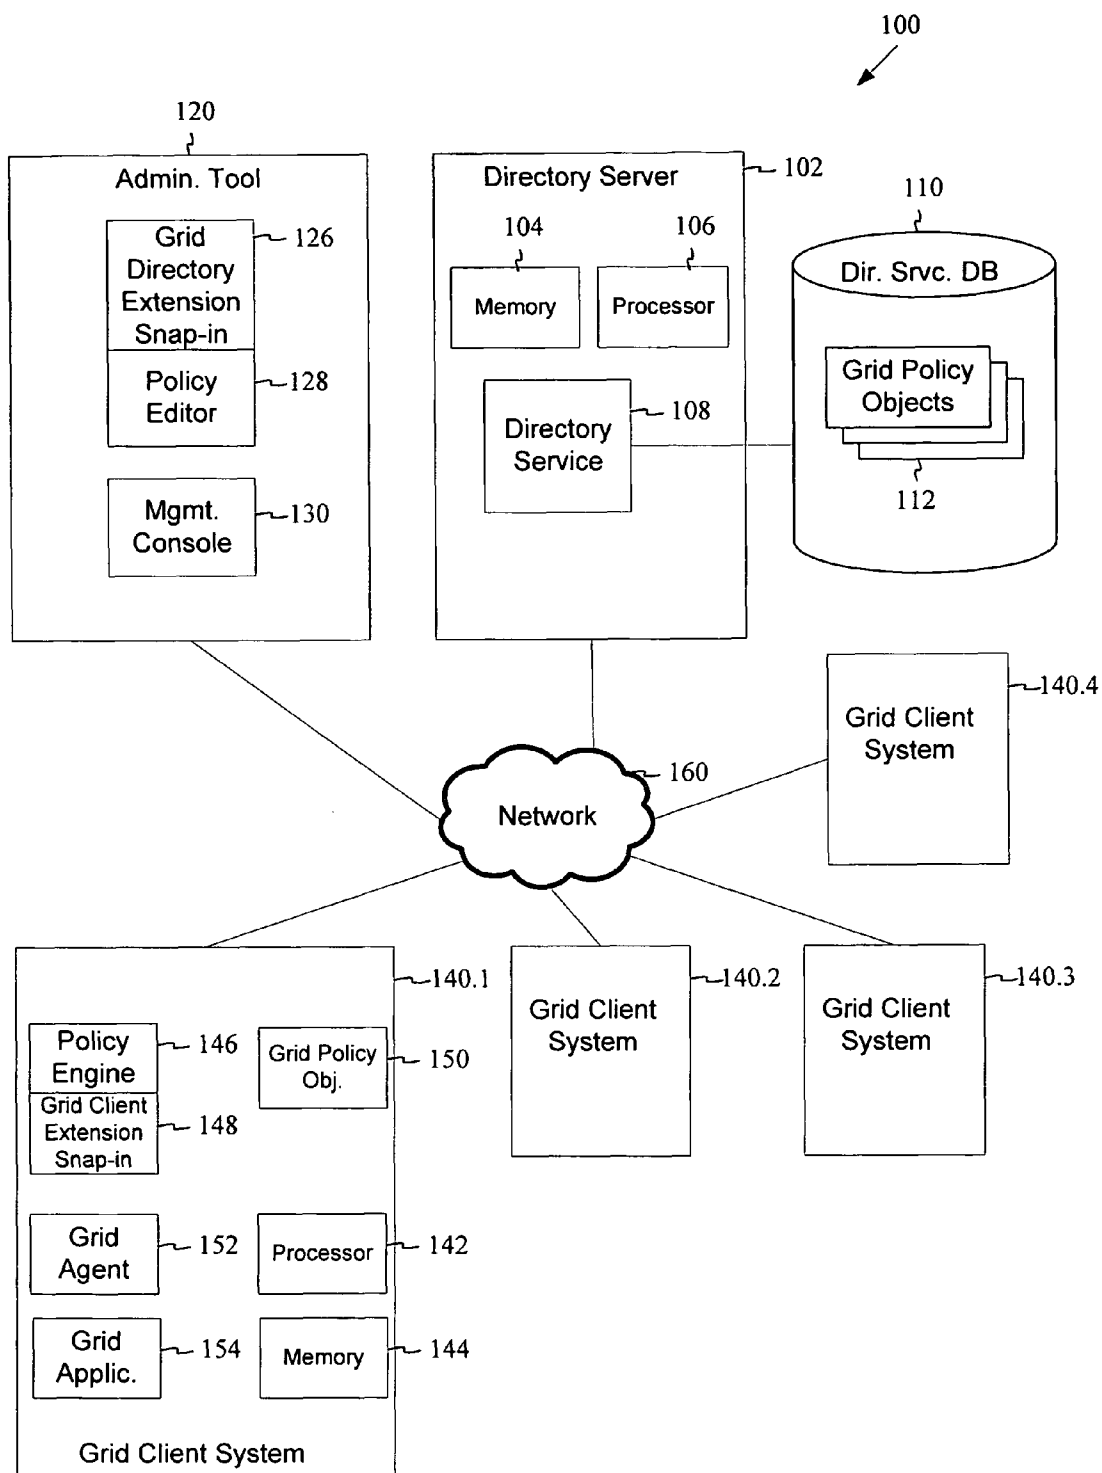 100
120
Admin. Tool
Grid
Directory
Extension
Snap-in
126
Policy
Editor
128
Mgmt.
Console
130
Directory Server
102
104
106
Memory
Processor
Directory
Service
108
110
Dir. Srvc. DB
Grid Policy
Objects
112
Grid Client
System
140.4
160
Network
140.1
Policy
Engine
146
Grid Client
Extension
Snap-in
148
Grid Policy
Obj.
150
Grid
Agent
152
Processor
142
Grid
Applic.
154
Memory
144
Grid Client System
Grid Client
System
140.2
Grid Client
System
140.3